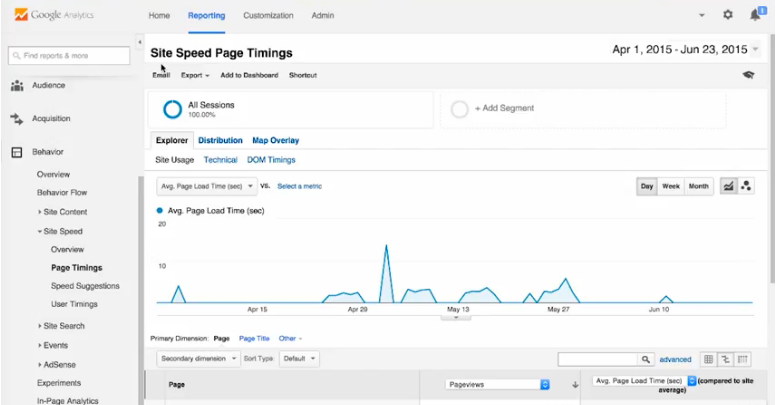 Google Analytics
Home Reporting Customization Admin
1
Find reports & more
Site Speed Page Timings
Apr 1, 2015 - Jun 23, 2015
Email Export Add to Dashboard Shortcut
Audience
Acquisition
Behavior
Overview
Behavior Flow
Site Content
Site Speed
Overview
Page Timings
Speed Suggestions
User Timings
Site Search
Events
AdSense
Experiments
In-Page Analytics
All Sessions
100.00%
+ Add Segment
Explorer Distribution Map Overlay
Site Usage Technical DOM Timings
Avg. Page Load Time (sec) VS. Select a metric
Day Week Month
Avg. Page Load Time (sec)
20
10
Apr 15 Apr 29 May 13 May 27 Jun 10
Primary Dimension: Page Page Title Other
Secondary dimension Sort Type: Default
advanced
Page
Pageviews
Avg. Page Load Time (sec) (compared to site average)